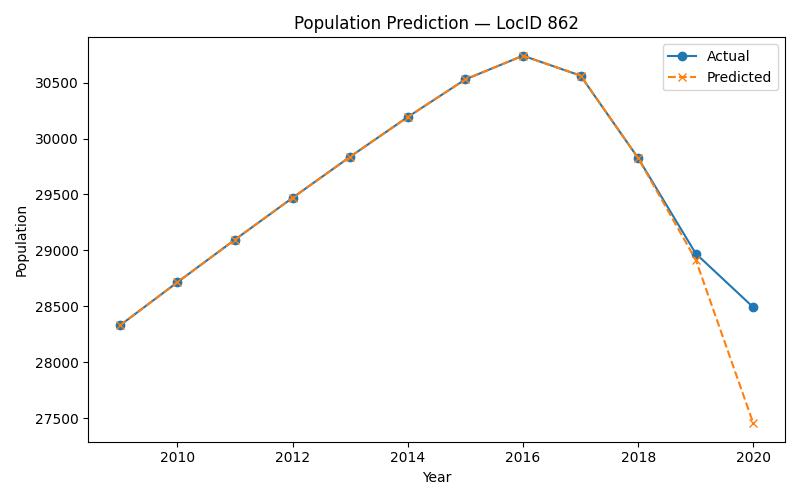 Population Prediction — LocID 862
Actual
Predicted
Population
30500
30000
29500
29000
28500
28000
27500
2010 2012 2014 2016 2018 2020
Year